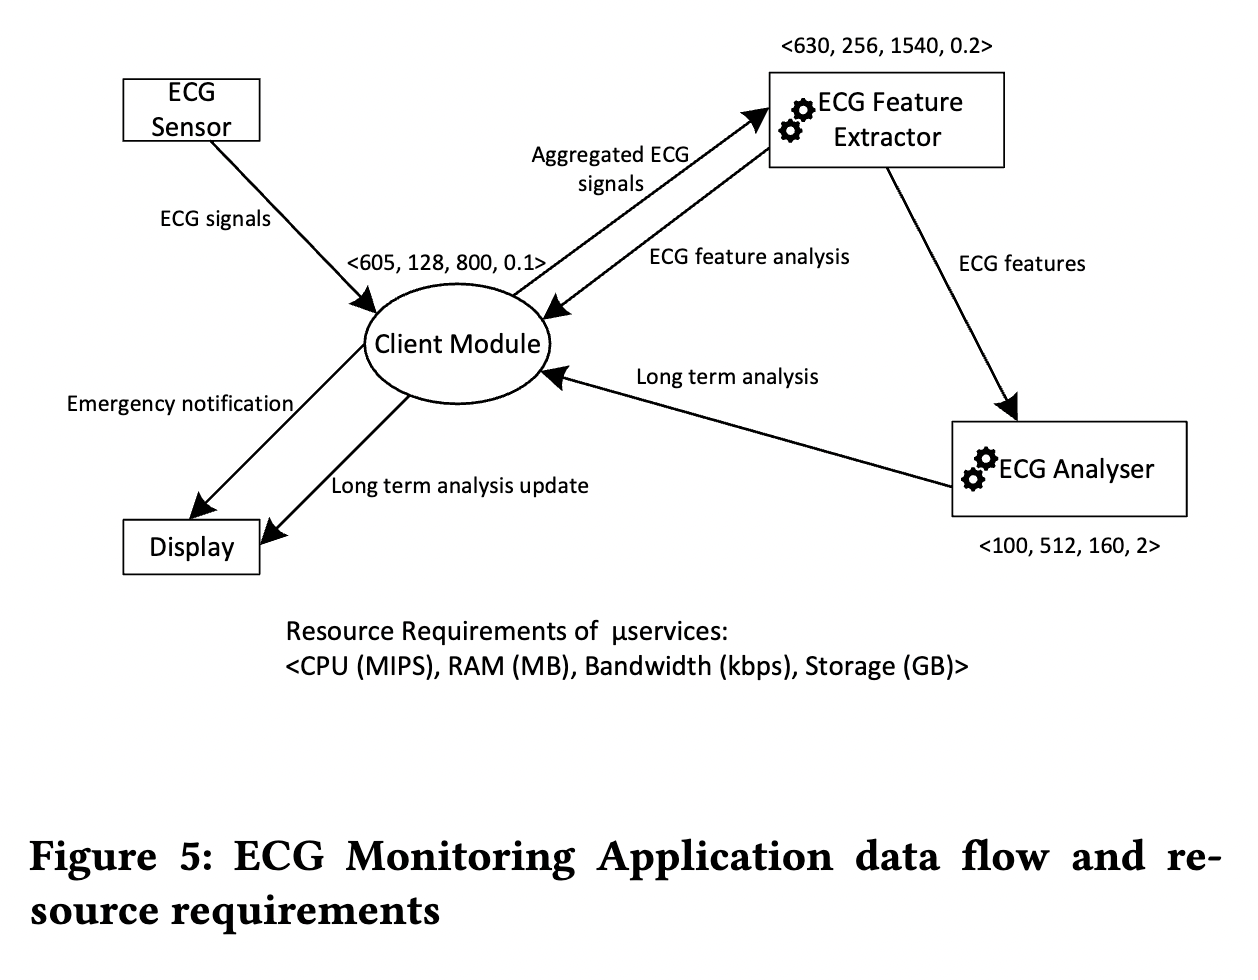 <630, 256, 1540, 0.2>
ECG
Sensor
ECG Feature
Extractor
Aggregated ECG
signals
ECG signals
ECG feature analysis
ECG features
<605, 128, 800, 0.1>
Client Module
Long term analysis
Emergency notification
ECG Analyser
Long term analysis update
Display
<100, 512, 160, 2>
Resource Requirements of µservices:
<CPU (MIPS), RAM (MB), Bandwidth (kbps), Storage (GB)>
Figure 5: ECG Monitoring Application data flow and re-
source requirements